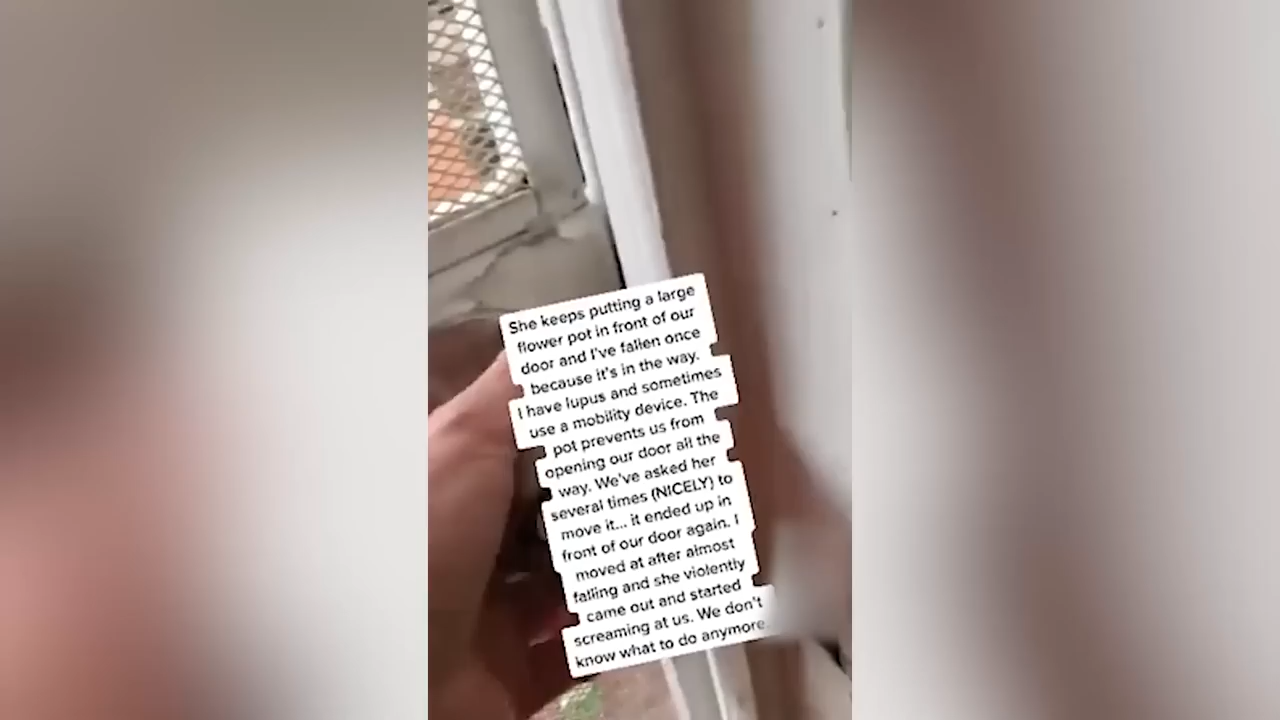 She keeps putting a large
flower pot in front of our
door and I've fallen once
because it's in the way.
I have lupus and sometimes
use a mobility device. The
pot prevents us from
opening our door all the
way. We've asked her
several times (NICELY) to
move it... it ended up in
front of our door again. I
moved at after almost
falling and she violently
came out and started
screaming at us. We don't
know what to do anymore.